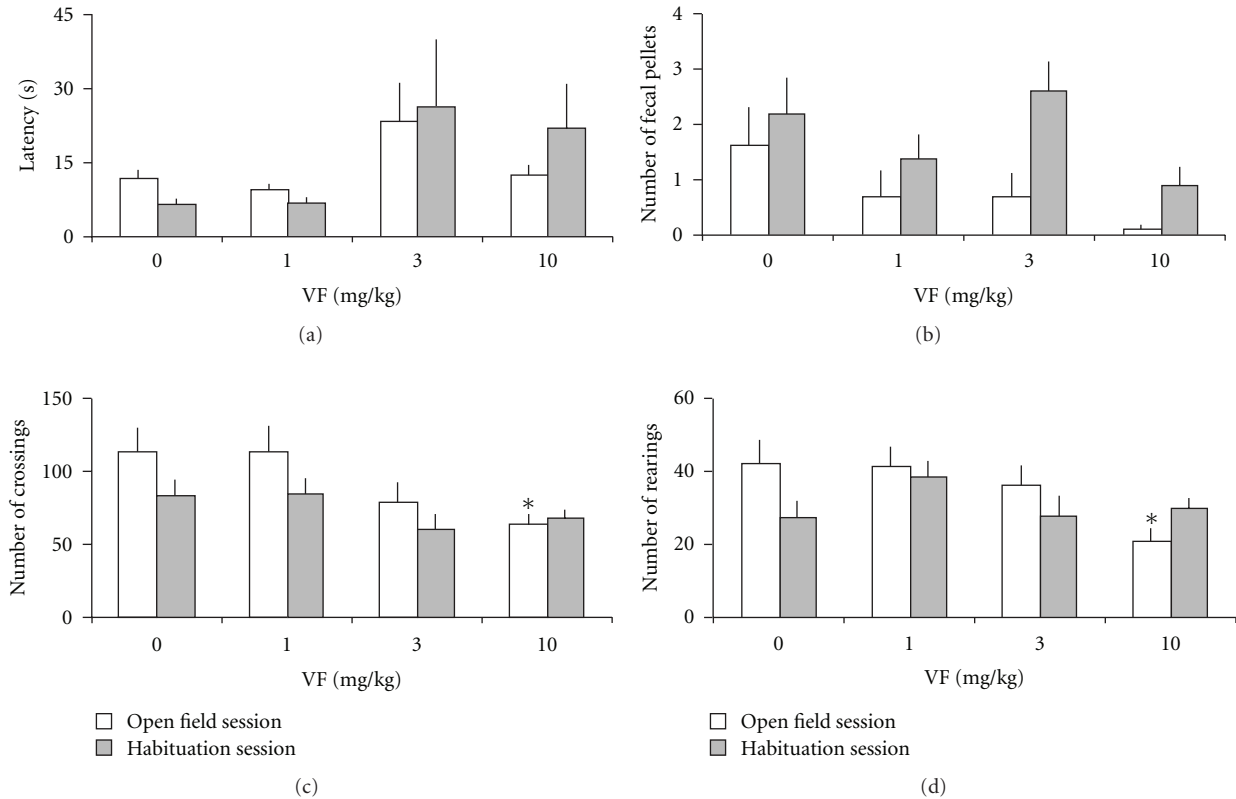 45
30
15
0
Latency (s)
0 1 3 10
VF (mg/kg)
(a)
4
3
2
1
0
Number of fecal pellets
0 1 3 10
VF (mg/kg)
(b)
150
100
50
0
Number of crossings
*
0 1 3 10
VF (mg/kg)
Open field session
Habituation session
(c)
60
40
20
0
Number of rearings
*
0 1 3 10
VF (mg/kg)
Open field session
Habituation session
(d)